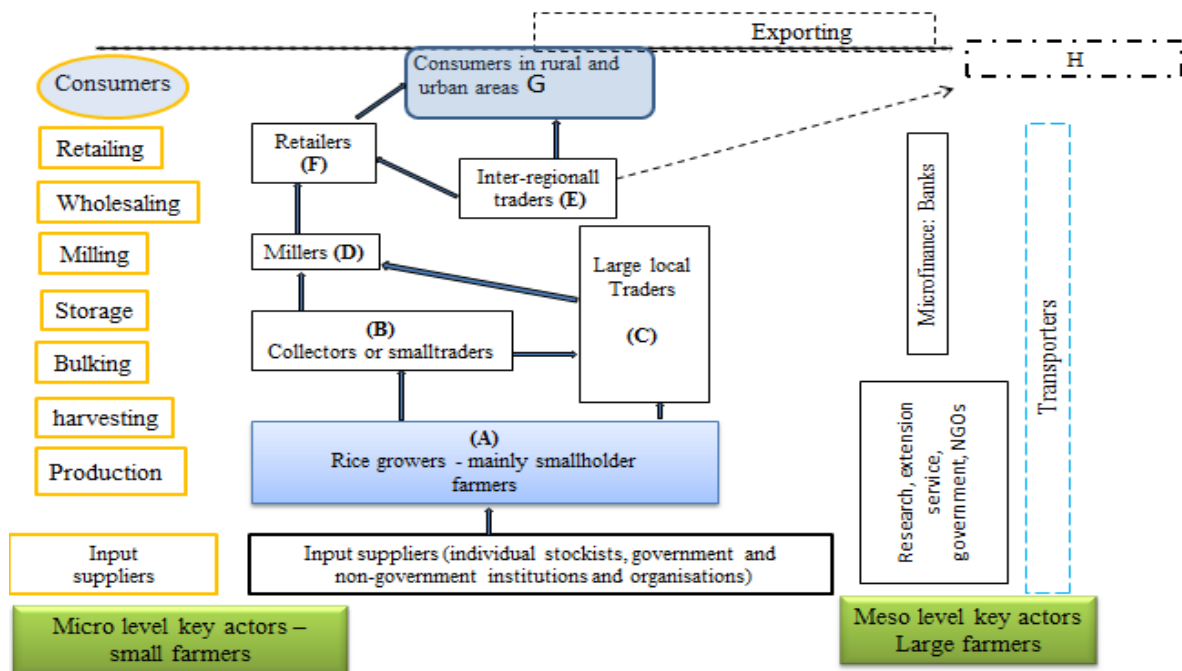 Exporting
H
Consumers
Consumers in rural and
urban areas G
Retailing
Retailers
(F)
Inter-regionall
traders (E)
Wholesaling
Milling
Millers (D)
Large local
Traders
(C)
Storage
(B)
Collectors or smalltraders
Bulking
harvesting
(A)
Rice growers - mainly smallholder
farmers
Production
Microfinance: Banks
Transporters
Research, extension
service,
government, NGOs
Input
suppliers
Input suppliers (individual stockists, government and
non-government institutions and organisations)
Micro level key actors –
small farmers
Meso level key actors
Large farmers